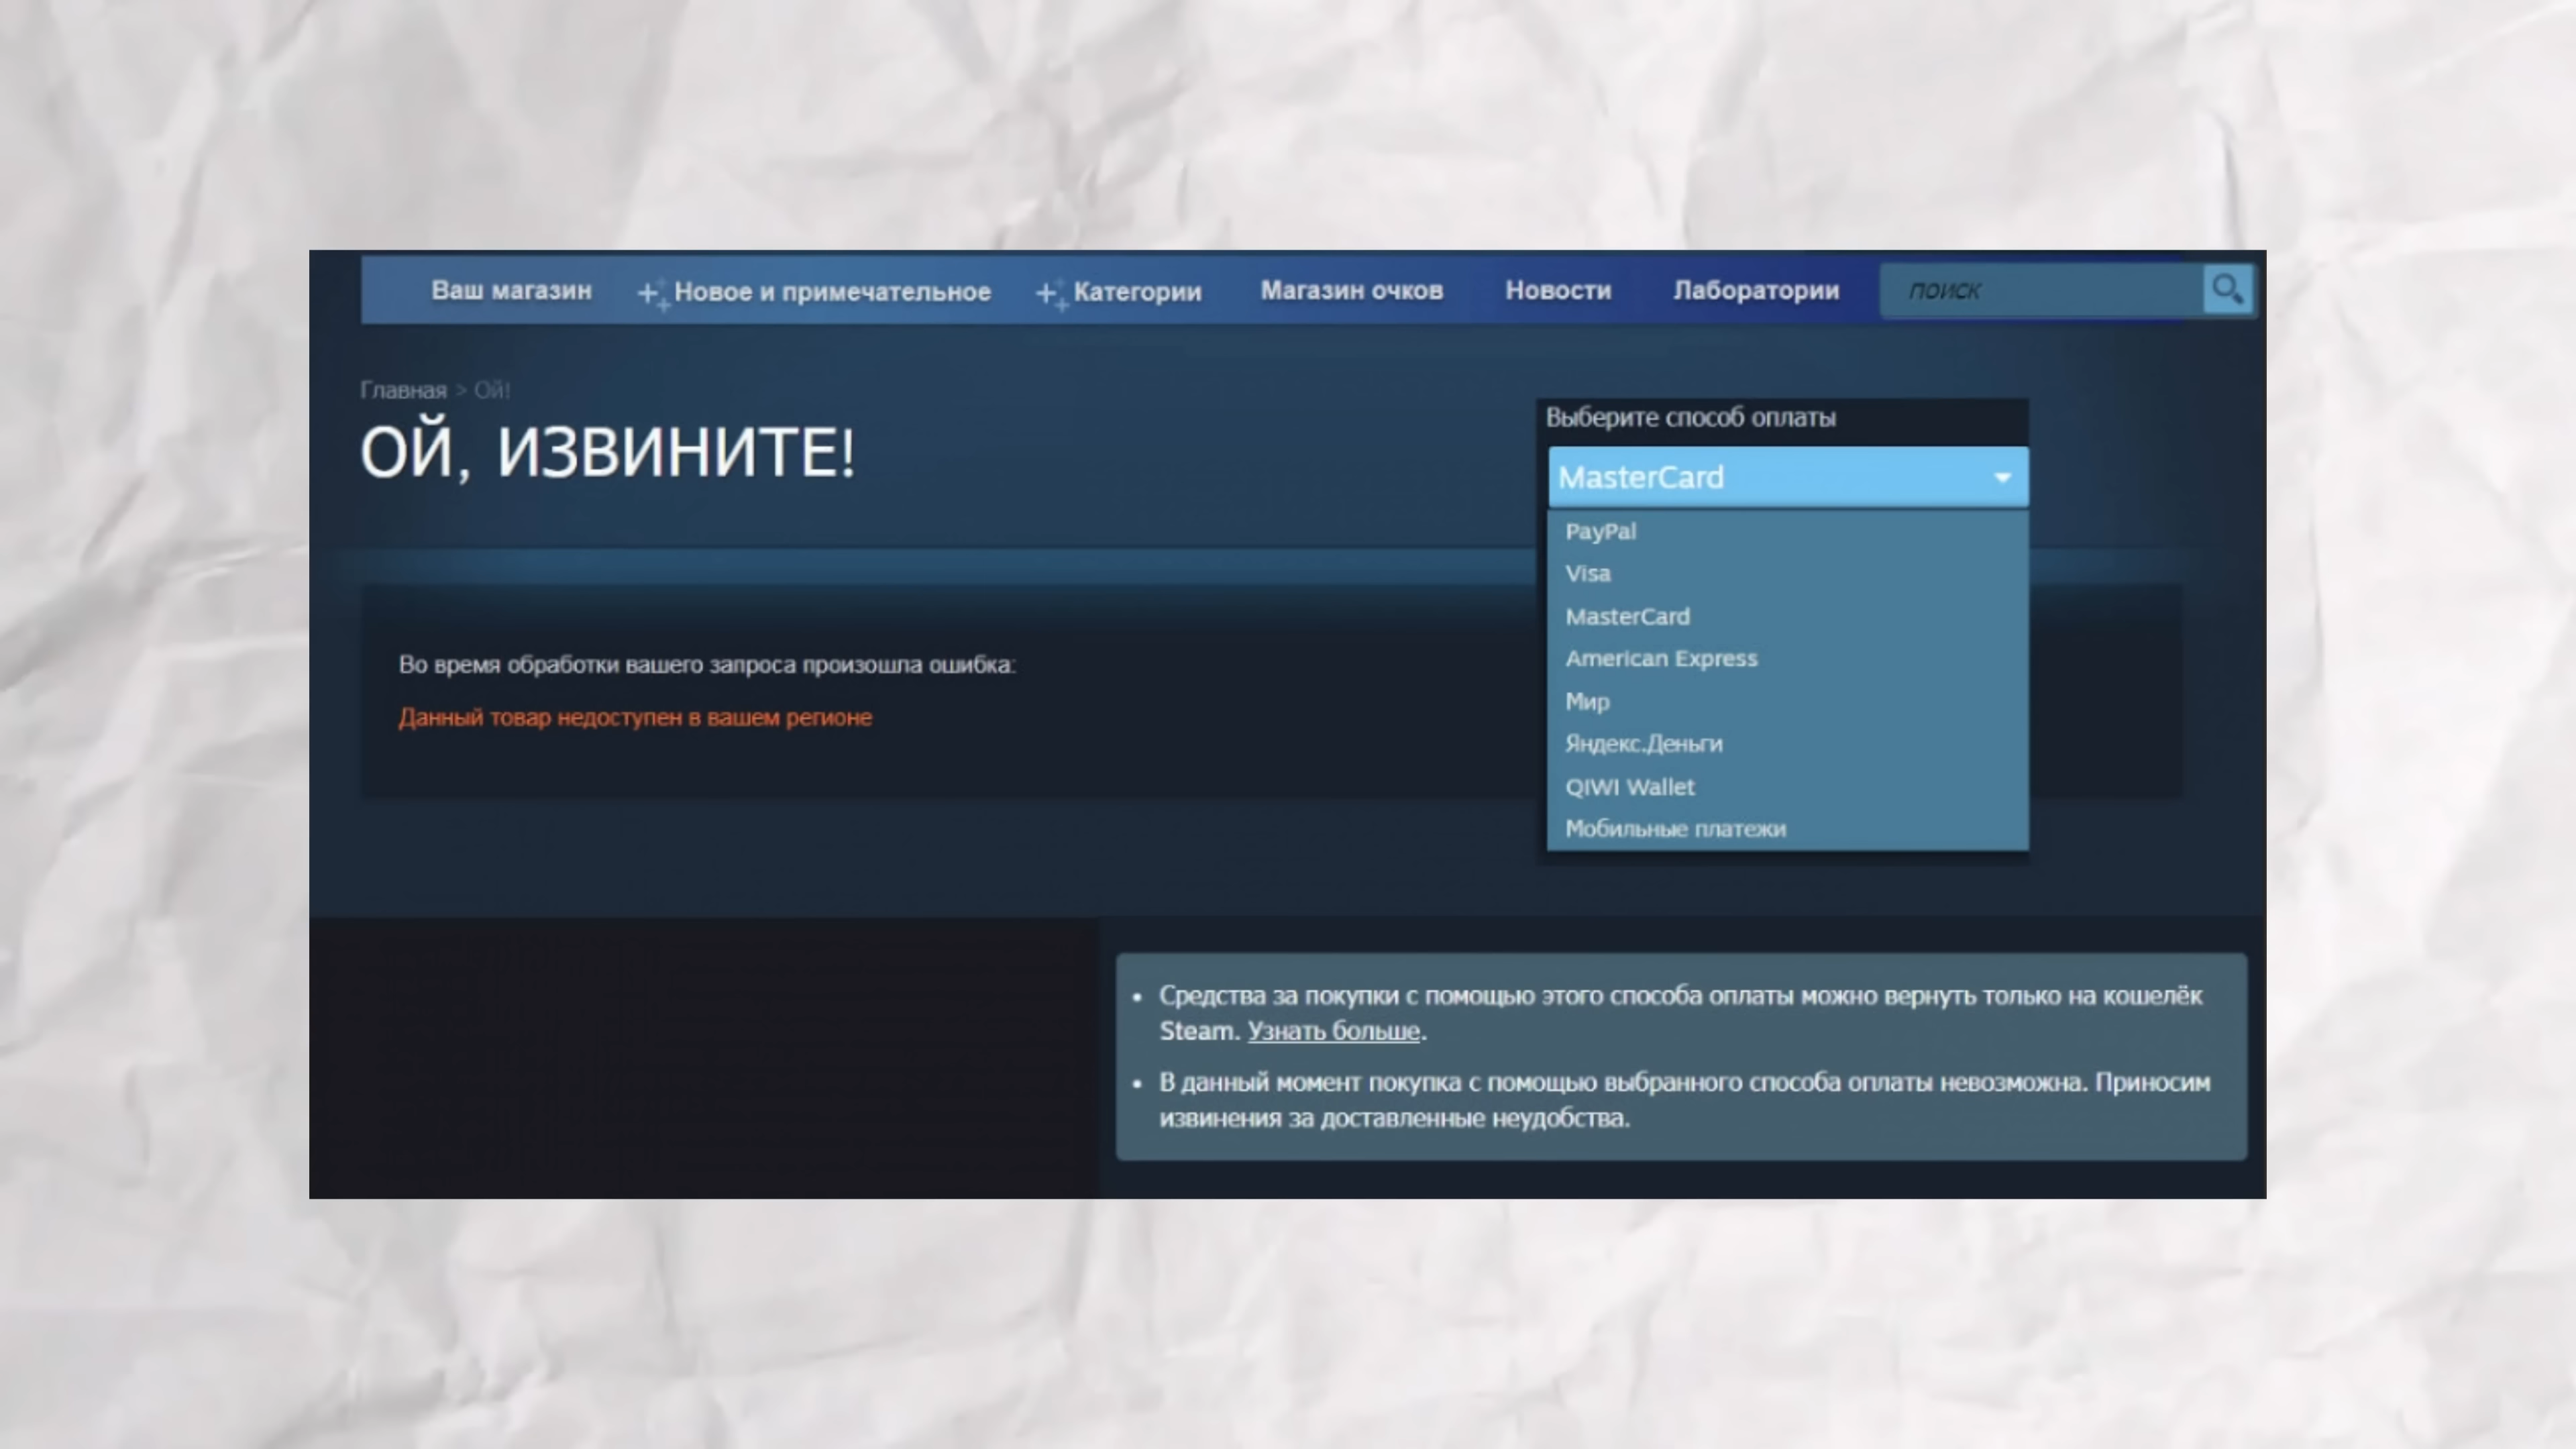 Ваш магазин
Новое и примечательное
Категории
Магазин очков
Новости
Лаборатории
поиск
Главная > Ой!
ОЙ, ИЗВИНИТЕ!
Во время обработки вашего запроса произошла ошибка:
Данный товар недоступен в вашем регионе
Выберите способ оплаты
MasterCard
PayPal
Visa
MasterCard
American Express
Мир
Яндекс.Деньги
QIWI Wallet
Мобильные платежи
• Средства за покупки с помощью этого способа оплаты можно вернуть только на кошелёк
Steam. Узнать больше.
• В данный момент покупка с помощью выбранного способа оплаты невозможна. Приносим
извинения за доставленные неудобства.